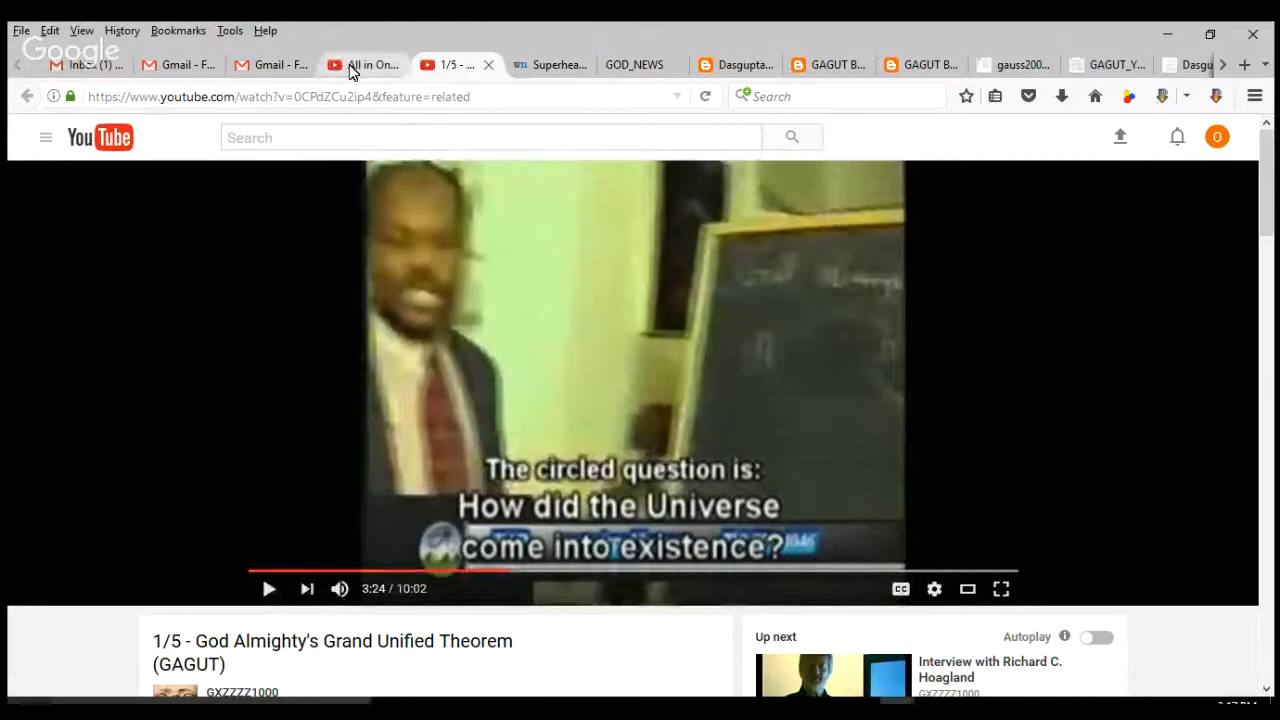 File Edit View History Bookmarks Tools Help
Google
Inbox (1) ... Gmail - F... Gmail - F... All in On... 1/5 - ... wn Superhea... GOD_NEWS Dasgupta... GAGUT B... GAGUT B... gauss200... GAGUT_Y... Dasgu
https://www.youtube.com/watch?v=0CPdZCu2ip4&feature=related
Search
YouTube
Search
O
The circled question is:
How did the Universe
come into existence?
3:24 / 10:02
CC
1/5 - God Almighty's Grand Unified Theorem
(GAGUT)
GXZZZZ1000
Up next
Autoplay
Interview with Richard C.
Hoagland
GXZZZZ1000